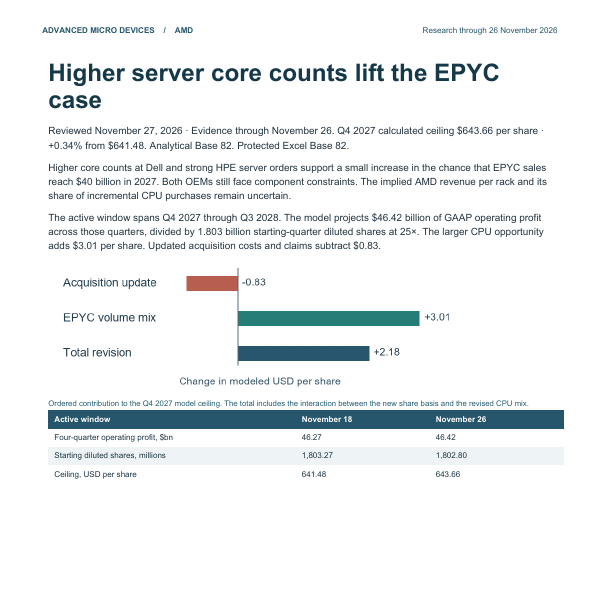 ADVANCED MICRO DEVICES / AMD
Research through 26 November 2026
Higher server core counts lift the EPYC
case
Reviewed November 27, 2026 · Evidence through November 26. Q4 2027 calculated ceiling $643.66 per share ·
+0.34% from $641.48. Analytical Base 82. Protected Excel Base 82.
Higher core counts at Dell and strong HPE server orders support a small increase in the chance that EPYC sales
reach $40 billion in 2027. Both OEMs still face component constraints. The implied AMD revenue per rack and its
share of incremental CPU purchases remain uncertain.
The active window spans Q4 2027 through Q3 2028. The model projects $46.42 billion of GAAP operating profit
across those quarters, divided by 1.803 billion starting-quarter diluted shares at 25×. The larger CPU opportunity
adds $3.01 per share. Updated acquisition costs and claims subtract $0.83.
Acquisition update -0.83
EPYC volume mix +3.01
Total revision +2.18
Change in modeled USD per share
Ordered contribution to the Q4 2027 model ceiling. The total includes the interaction between the new share basis and the revised CPU mix.
Active window November 18 November 26
Four-quarter operating profit, $bn 46.27 46.42
Starting diluted shares, millions 1,803.27 1,802.80
Ceiling, USD per share 641.48 643.66